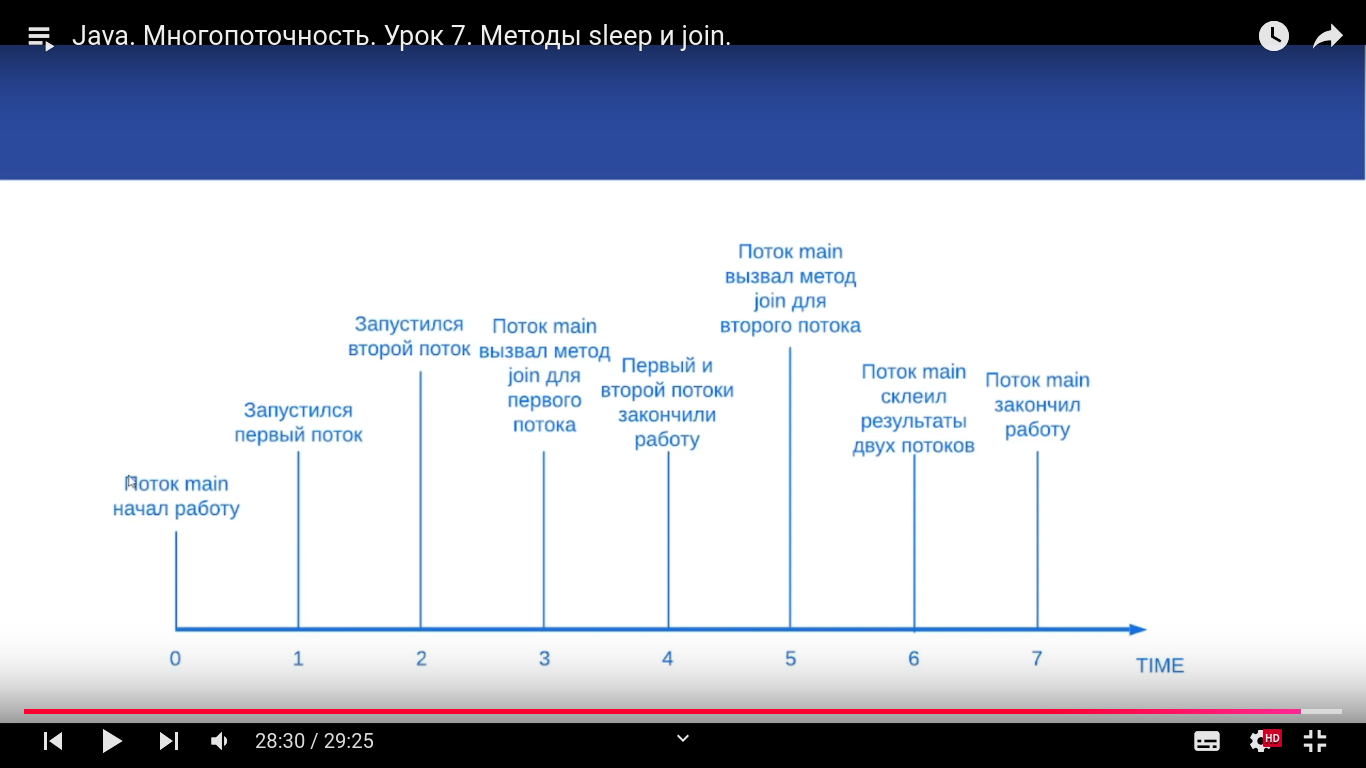 Java. Многопоточность. Урок 7. Методы sleep и join.
Поток main
начал работу
Запустился
первый поток
Запустился
второй поток
Поток main
вызвал метод
join для
первого
потока
Первый и
второй потоки
закончили
работу
Поток main
вызвал метод
join для
второго потока
Поток main
склеил
результаты
двух потоков
Поток main
закончил
работу
0 1 2 3 4 5 6 7 TIME
28:30 / 29:25
HD